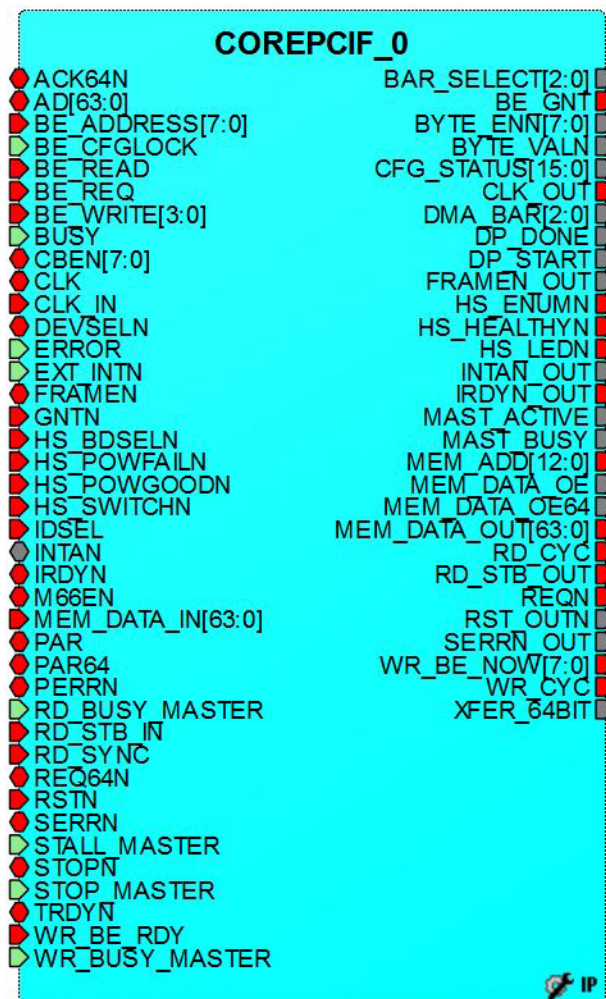 COREPCIF_0
ACK64N
AD[63:0]
BE_ADDRESS[7:0]
BE_CFGLOCK
BE_READ
BE_REQ
BE_WRITE[3:0]
BUSY
CBEN[7:0]
CLK
CLK_IN
DEVSELN
ERROR
EXT_INTN
FRAMEN
GNTN
HS_BDSELN
HS_POWFAILN
HS_POWGOODN
HS_SWITCHN
IDSEL
INTAN
IRDYN
M66EN
MEM_DATA_IN[63:0]
PAR
PAR64
PERRN
RD_BUSY_MASTER
RD_STB_IN
RD_SYNC
REQ64N
RSTN
SERRN
STALL_MASTER
STOPN
STOP_MASTER
TRDYN
WR_BE_RDY
WR_BUSY_MASTER
BAR_SELECT[2:0]
BE_GNT
BYTE_ENN[7:0]
BYTE_VALN
CFG_STATUS[15:0]
CLK_OUT
DMA_BAR[2:0]
DP_DONE
DP_START
FRAMEN_OUT
HS_ENUMN
HS_HEALTHYN
HS_LEDN
INTAN_OUT
IRDYN_OUT
MAST_ACTIVE
MAST_BUSY
MEM_ADD[12:0]
MEM_DATA_OE
MEM_DATA_OE64
MEM_DATA_OUT[63:0]
RD_CYC
RD_STB_OUT
REQN
RST_OUTN
SERRN_OUT
WR_BE_NOW[7:0]
WR_CYC
XFER_64BIT
IP